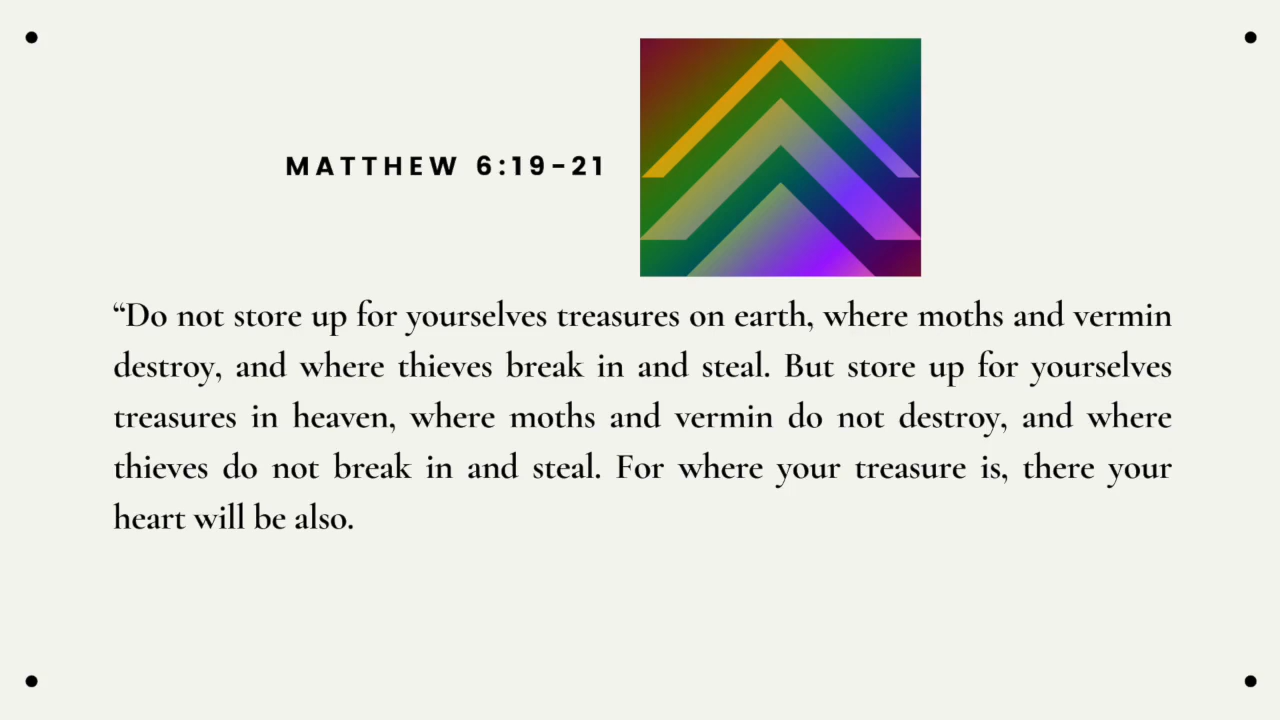 MATTHEW 6:19-21
“Do not store up for yourselves treasures on earth, where moths and vermin
destroy, and where thieves break in and steal. But store up for yourselves
treasures in heaven, where moths and vermin do not destroy, and where
thieves do not break in and steal. For where your treasure is, there your
heart will be also.